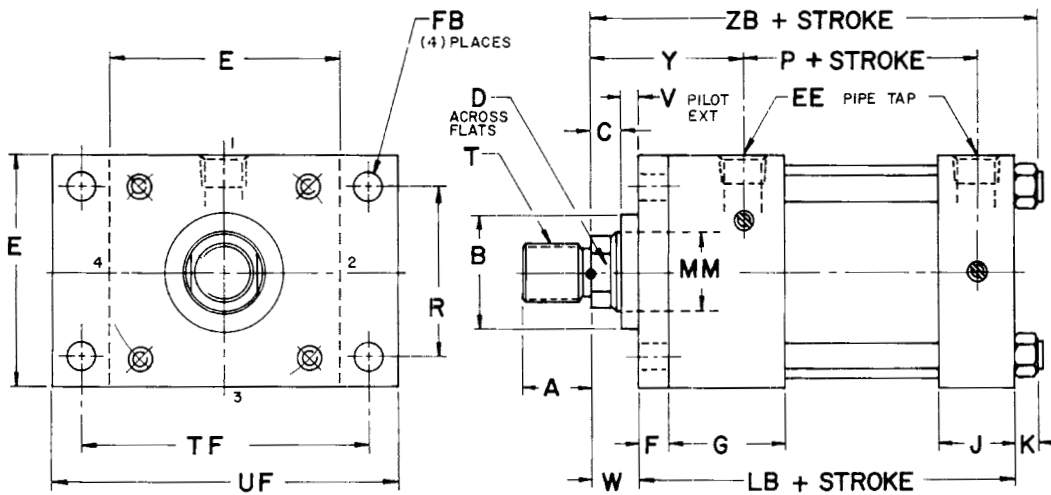 FB
(4) PLACES
E
E
4
2
3
R
TF
UF
ZB + STROKE
Y
P + STROKE
V PILOT
EXT
EE PIPE TAP
D
ACROSS
FLATS
C
T
B
MM
A
W
F
G
J
K
LB + STROKE